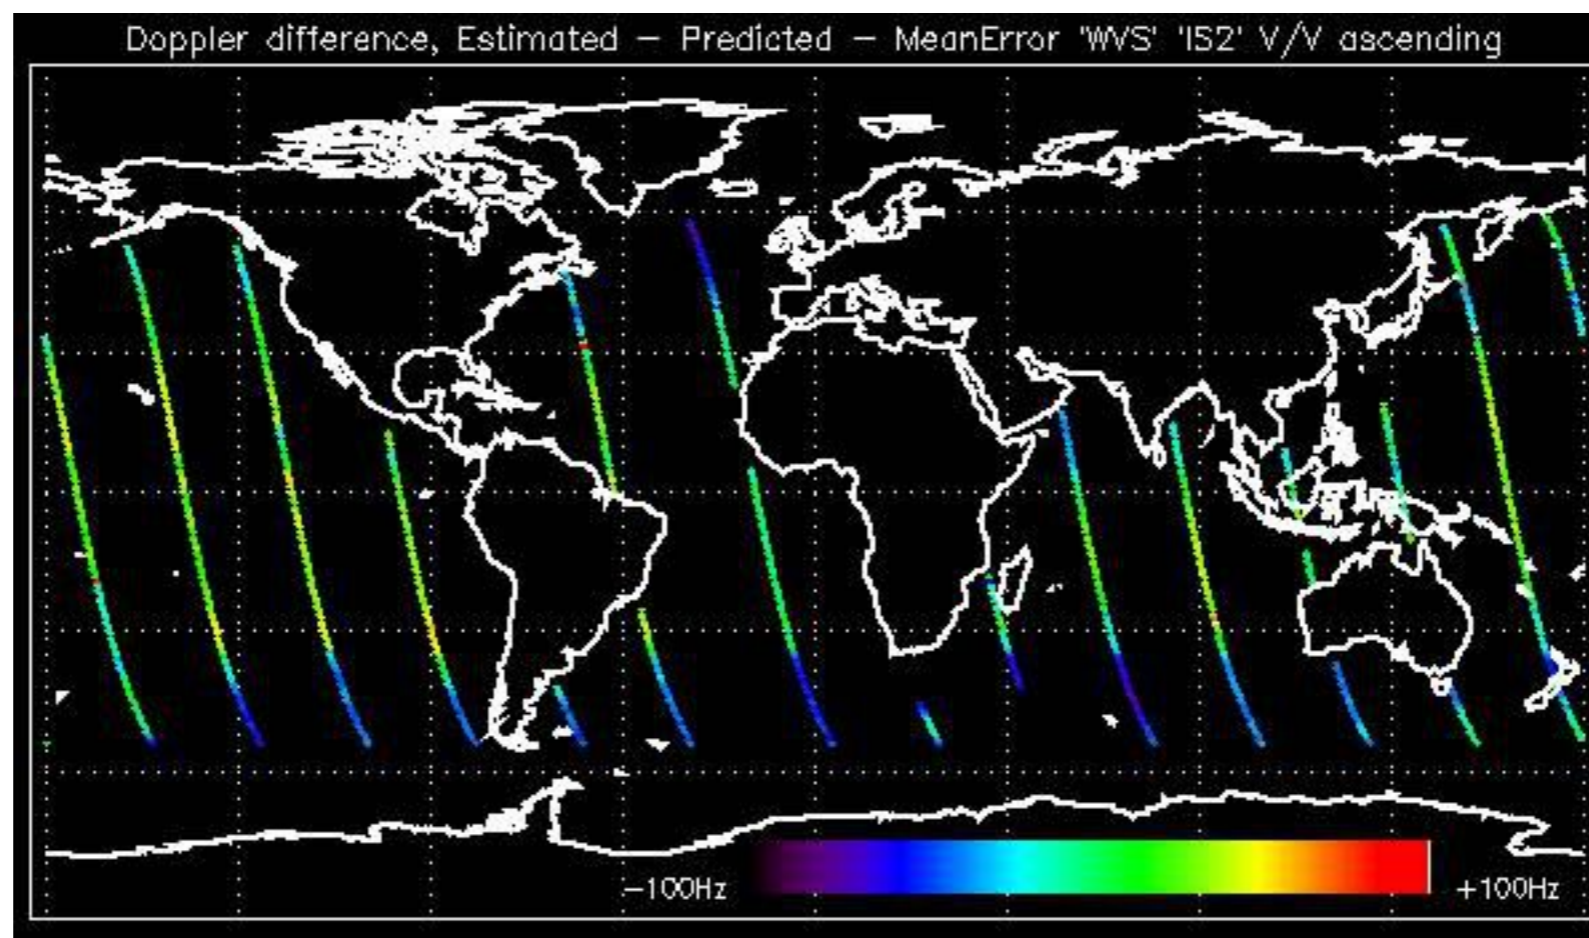 Doppler difference, Estimated – Predicted – MeanError 'WVS' 'IS2' V/V ascending
−100Hz
+100Hz